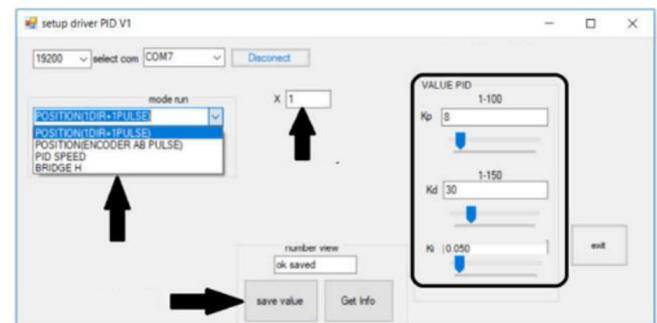 setup driver PID V1
19200 select com COM7 Disconect
mode run
POSITION(1DIR+1PULSE)
POSITION(1DIR+1PULSE)
POSITION(ENCODER AB PULSE)
PID SPEED
BRIDGE H
X 1
VALUE PID
1-100
Kp 8
1-150
Kd 30
Ki 0.050
number view
ok saved
save value Get Info
exit